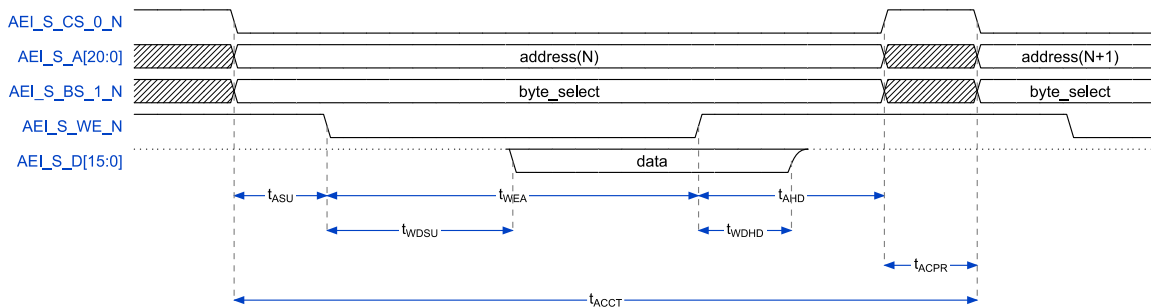 AEI_S_CS_0_N
AEI_S_A[20:0] address(N) address(N+1)
AEI_S_BS_1_N byte_select byte_select
AEI_S_WE_N
AEI_S_D[15:0] data
tASU tWEA tAHD
tWDSU tWDHD
tACPR
tACCT